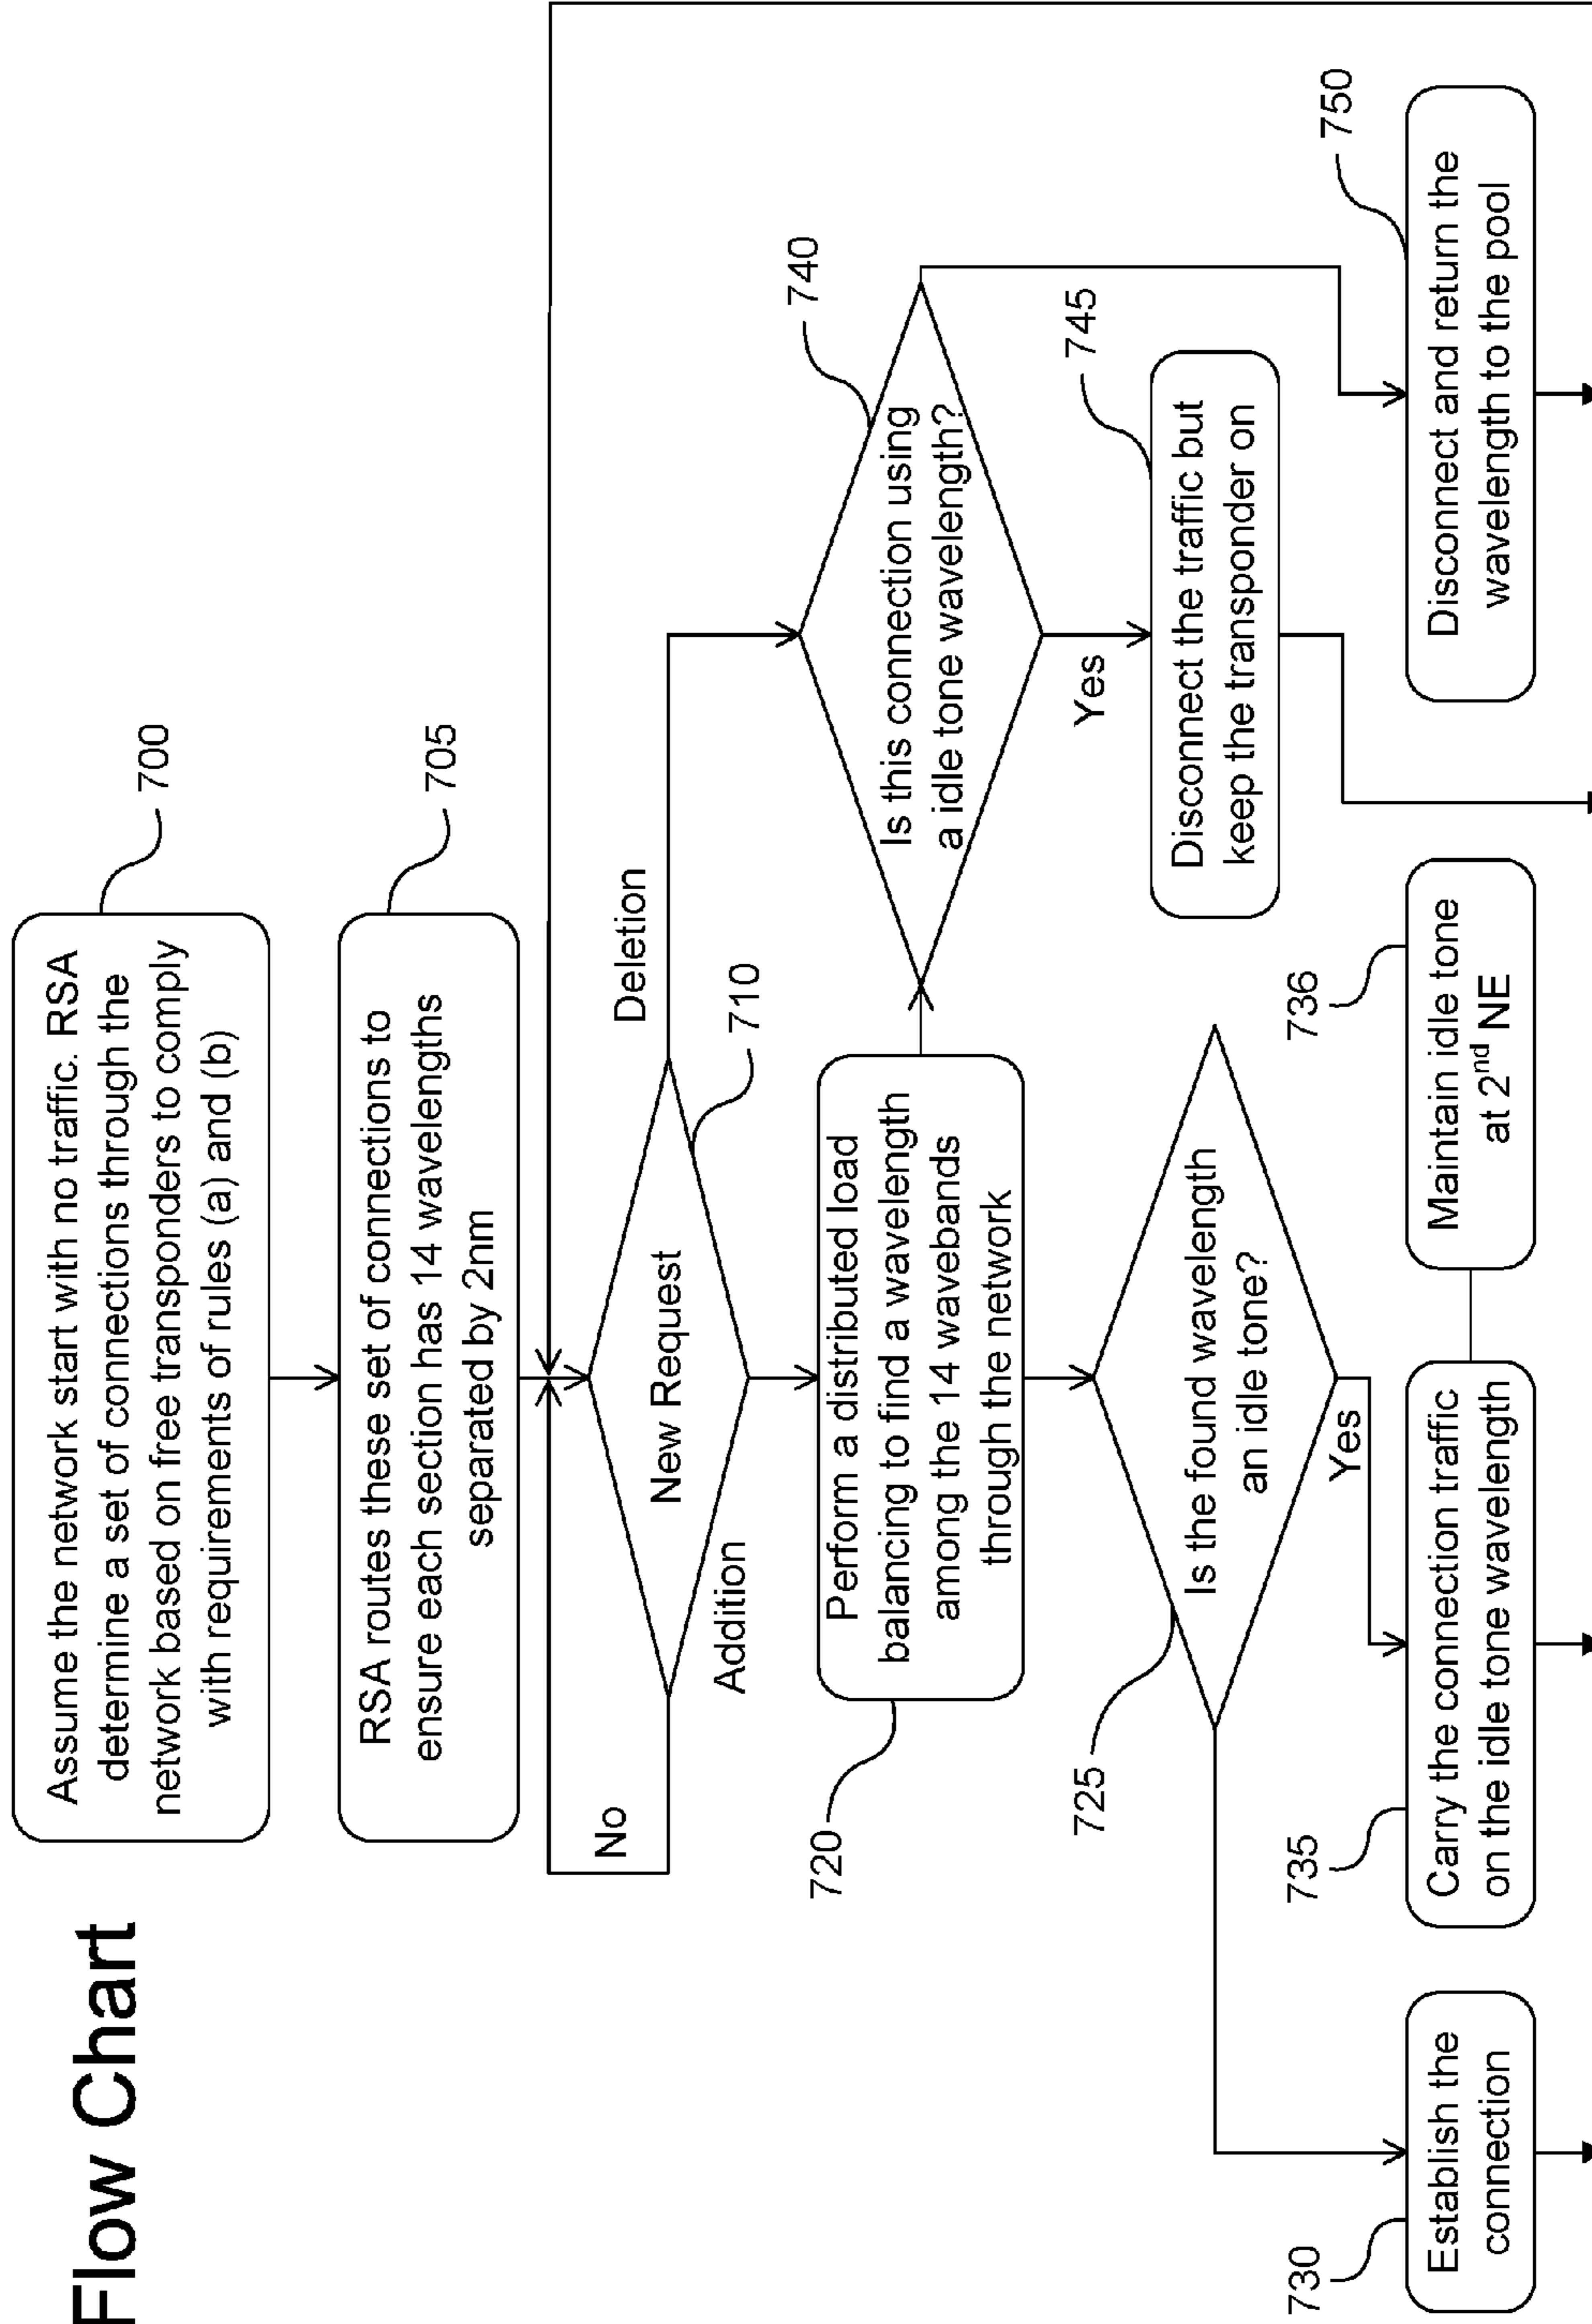 Flow Chart
Assume the network start with no traffic. RSA
determine a set of connections through the
network based on free transponders to comply
with requirements of rules (a) and (b)
700
RSA routes these set of connections to
ensure each section has 14 wavelengths
separated by 2nm
705
No
New Request
Deletion
710
Addition
Perform a distributed load
balancing to find a wavelength
among the 14 wavebands
through the network
720
Is this connection using
a idle tone wavelength?
740
Yes
Disconnect the traffic but
keep the transponder on
745
Is the found wavelength
an idle tone?
725
Yes
730
Establish the
connection
735
Carry the connection traffic
on the idle tone wavelength
736
Maintain idle tone
at 2nd NE
750
Disconnect and return the
wavelength to the pool